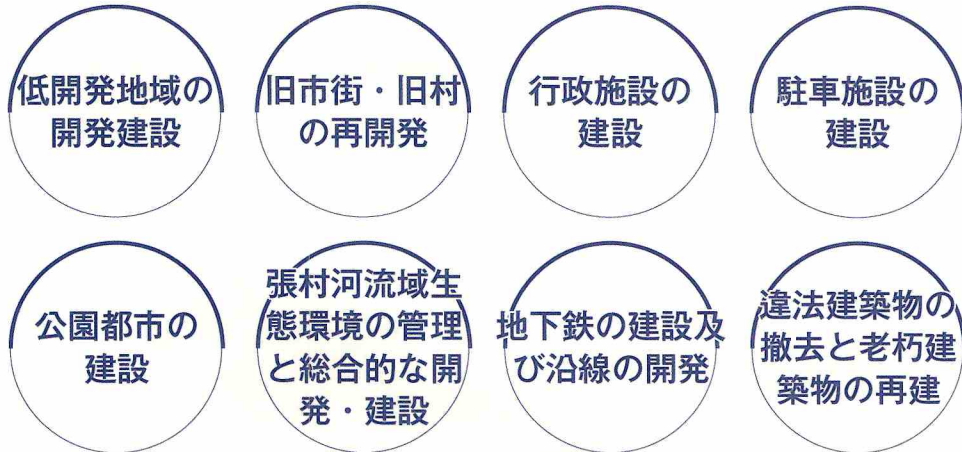 低開発地域の
開発建設
旧市街・旧村
の再開発
行政施設の
建設
駐車施設の
建設
公園都市の
建設
張村河流域生
態環境の管理
と総合的な開
発・建設
地下鉄の建設及
び沿線の開発
違法建築物の
撤去と老朽建
築物の再建